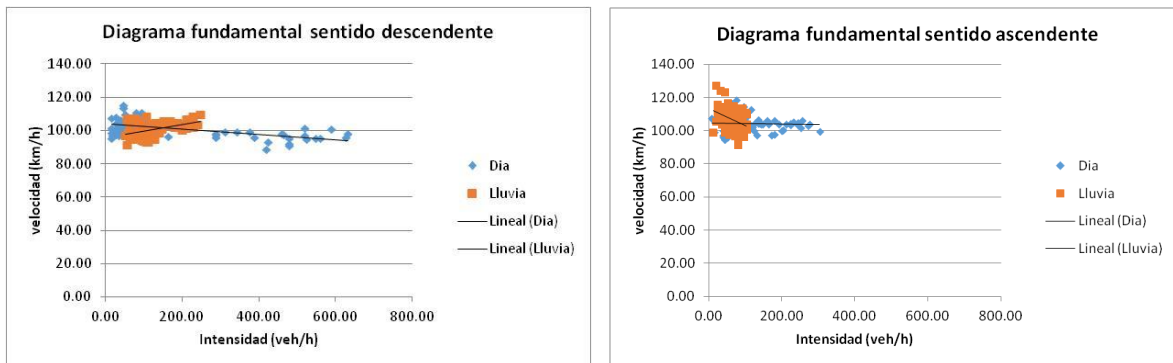 Diagrama fundamental sentido descendente
velocidad (km/h)
140.00
120.00
100.00
80.00
60.00
40.00
20.00
0.00
0.00 200.00 400.00 600.00 800.00
Intensidad (veh/h)
Dia
Lluvia
Lineal (Dia)
Lineal (Lluvia)
Diagrama fundamental sentido ascendente
velocidad (km/h)
140.00
120.00
100.00
80.00
60.00
40.00
20.00
0.00
0.00 200.00 400.00 600.00 800.00
Intensidad (veh/h)
Dia
Lluvia
Lineal (Dia)
Lineal (Lluvia)